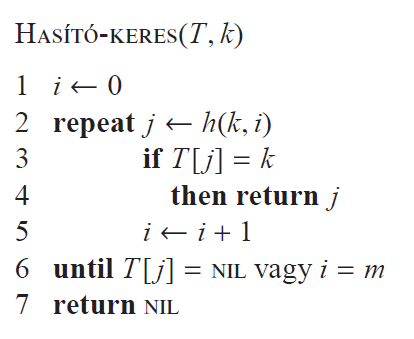 HASÍTÓ-KERES(T, k)
1 i ← 0
2 repeat j ← h(k, i)
3 if T[j] = k
4 then return j
5 i ← i + 1
6 until T[j] = NIL vagy i = m
7 return NIL